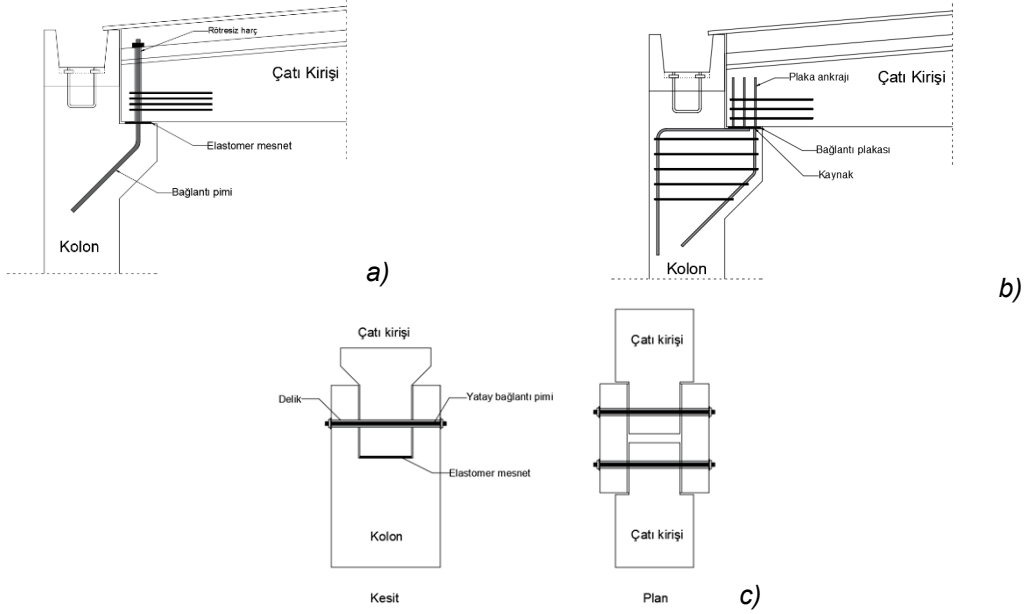 Rötresiz harç
Çatı Kirişi
Elastomer mesnet
Bağlantı pimi
Kolon
a)
Plaka ankrajı
Çatı Kirişi
Bağlantı plakası
Kaynak
Kolon
b)
Çatı kirişi
Delik
Yatay bağlantı pimi
Elastomer mesnet
Kolon
Kesit
Çatı kirişi
Çatı kirişi
Plan
c)